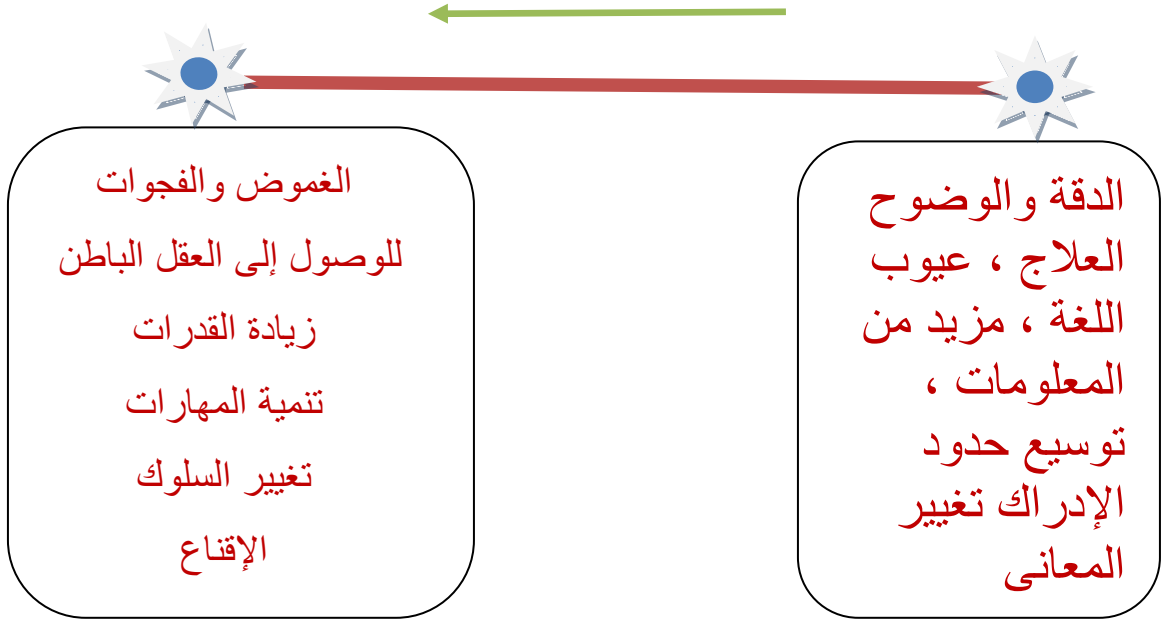 الدقة والوضوح
العلاج ، عيوب
اللغة ، مزيد من
المعلومات ،
توسيع حدود
الإدراك تغيير
المعانى
الغموض والفجوات
للوصول إلى العقل الباطن
زيادة القدرات
تنمية المهارات
تغيير السلوك
الإقناع